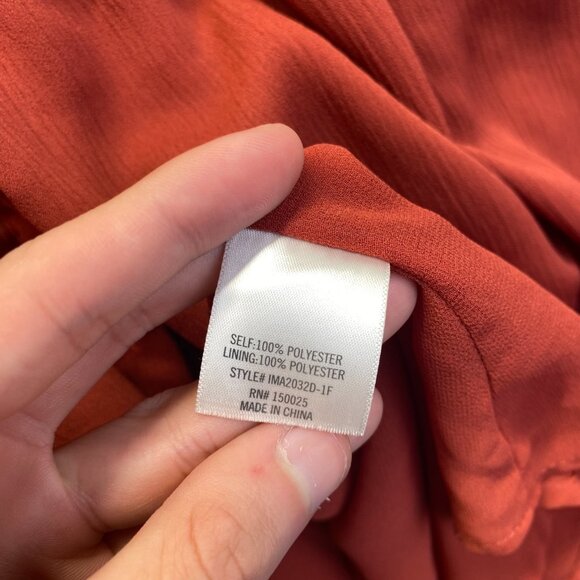 SELF:100% POLYESTER
LINING:100% POLYESTER
STYLE# IMA2032D-1F
RN# 150025
MADE IN CHINA